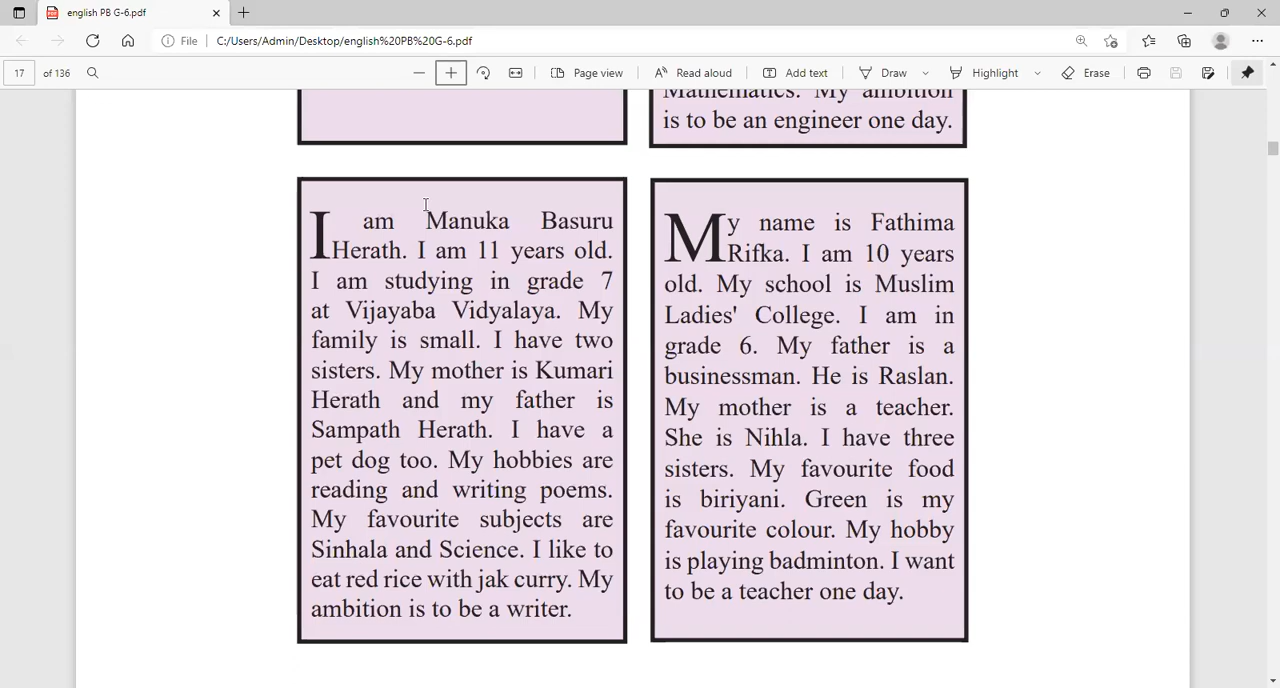 english PB G-6.pdf
File
C:/Users/Admin/Desktop/english%20PB%20G-6.pdf
17 of 136
Page view
Read aloud
Add text
Draw
Highlight
Erase
Mathematics. My ambition
is to be an engineer one day.
I am Manuka Basuru
Herath. I am 11 years old.
I am studying in grade 7
at Vijayaba Vidyalaya. My
family is small. I have two
sisters. My mother is Kumari
Herath and my father is
Sampath Herath. I have a
pet dog too. My hobbies are
reading and writing poems.
My favourite subjects are
Sinhala and Science. I like to
eat red rice with jak curry. My
ambition is to be a writer.
My name is Fathima
Rifka. I am 10 years
old. My school is Muslim
Ladies' College. I am in
grade 6. My father is a
businessman. He is Raslan.
My mother is a teacher.
She is Nihla. I have three
sisters. My favourite food
is biriyani. Green is my
favourite colour. My hobby
is playing badminton. I want
to be a teacher one day.